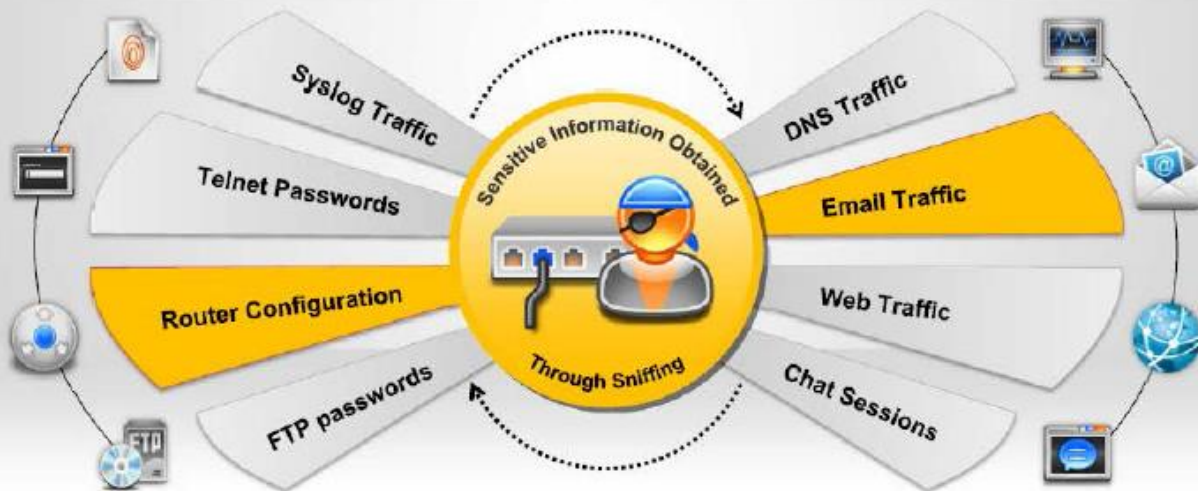 Syslog Traffic
Telnet Passwords
Router Configuration
FTP passwords
FTP
Sensitive Information Obtained
Through Sniffing
DNS Traffic
Email Traffic
@
Web Traffic
Chat Sessions